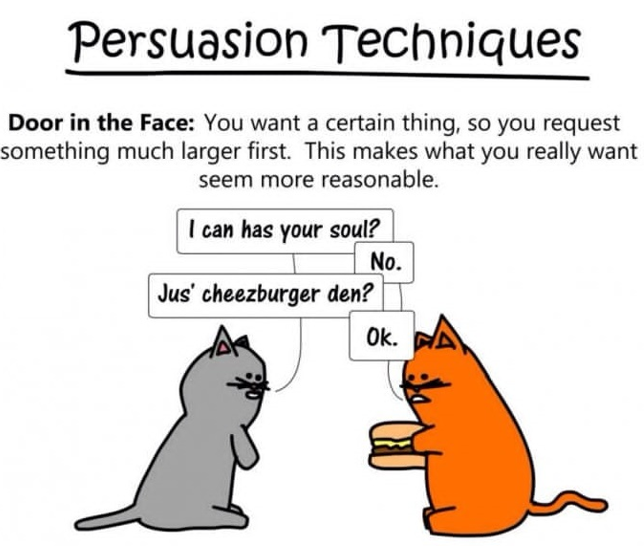 Persuasion Techniques
Door in the Face: You want a certain thing, so you request
something much larger first. This makes what you really want
seem more reasonable.
I can has your soul?
No.
Jus' cheezburger den?
Ok.